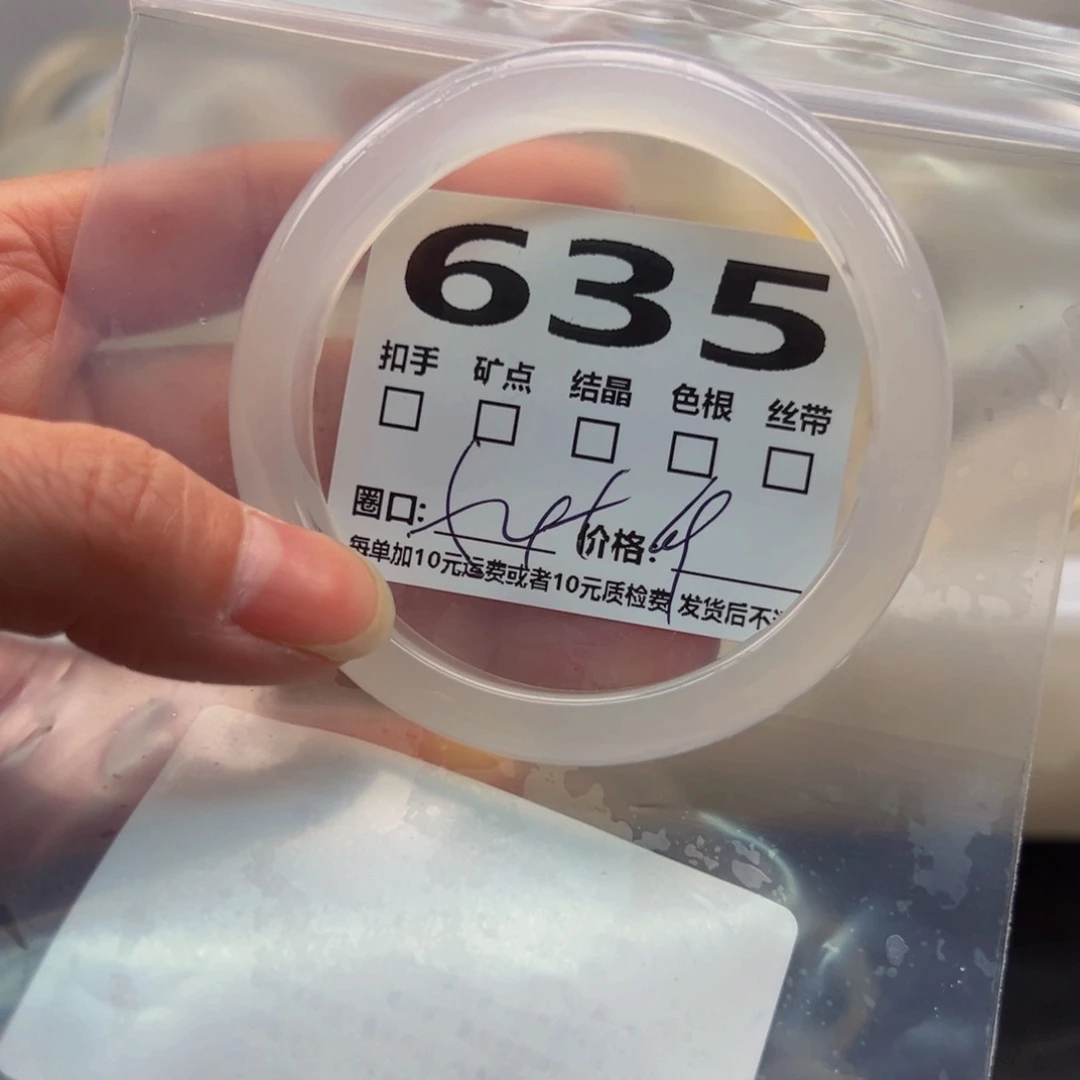 635
扣手 矿点 结晶 色根 丝带
圈口: 价格:
每单加10元运费或者10元质检费 发货后不